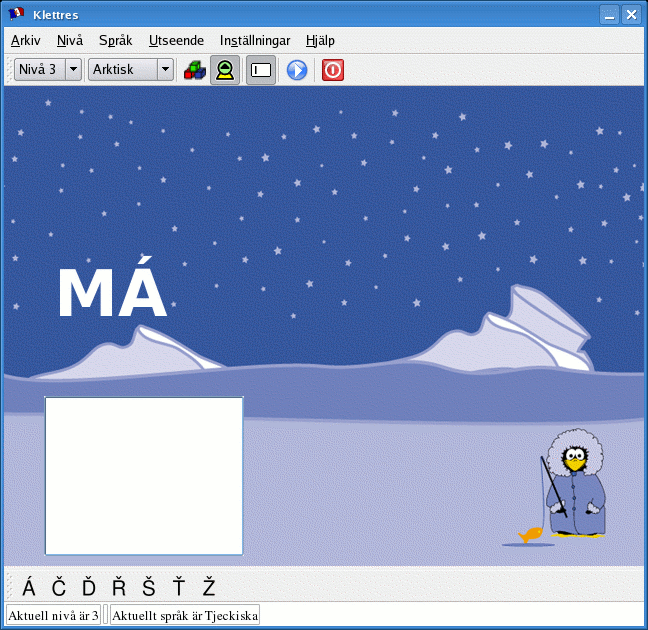 Klettres
Arkiv Nivå Språk Utseende Inställningar Hjälp
Nivå 3 Arktisk
MÁ
Á Č Ď Ř Š Ť Ž
Aktuell nivå är 3 Aktuellt språk är Tjeckiska